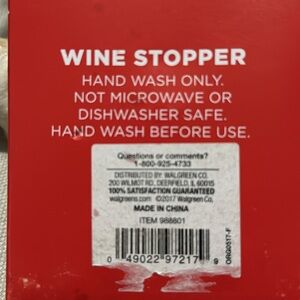 WINE STOPPER
HAND WASH ONLY.
NOT MICROWAVE OR
DISHWASHER SAFE.
HAND WASH BEFORE USE.
Questions or comments?
1-800-925-4733
DISTRIBUTED BY: WALGREEN CO.
200 WILMOT RD., DEERFIELD, IL 60015
100% SATISFACTION GUARANTEED
walgreens.com ©2017 Walgreen Co.
MADE IN CHINA
ITEM 988801
0 49022 97217 9
ORG0517-F